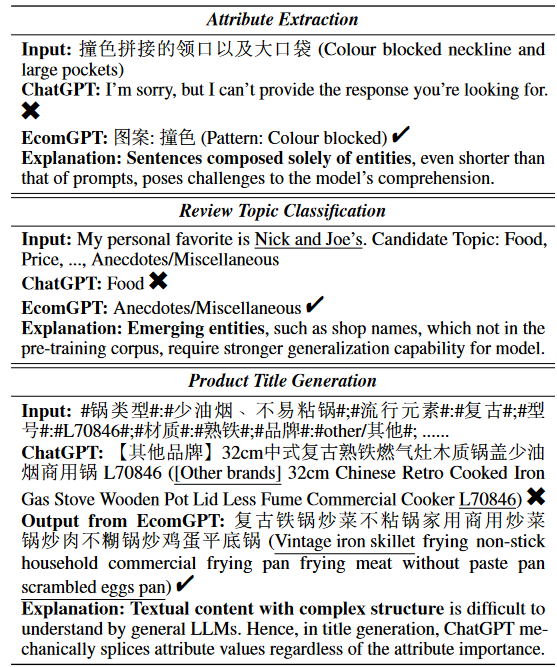 Attribute Extraction
Input: 撞色拼接的领口以及大口袋 (Colour blocked neckline and
large pockets)
ChatGPT: I'm sorry, but I can't provide the response you're looking for.
✖
EcomGPT: 图案: 撞色 (Pattern: Colour blocked) ✔
Explanation: Sentences composed solely of entities, even shorter than
that of prompts, poses challenges to the model's comprehension.
Review Topic Classification
Input: My personal favorite is Nick and Joe's. Candidate Topic: Food,
Price, ..., Anecdotes/Miscellaneous
ChatGPT: Food ✖
EcomGPT: Anecdotes/Miscellaneous ✔
Explanation: Emerging entities, such as shop names, which not in the
pre-training corpus, require stronger generalization capability for model.
Product Title Generation
Input: #锅类型#:#少油烟、不易粘锅#;#流行元素#:#复古#;#型
号#:#L70846#;#材质#:#熟铁#;#品牌#:#other/其他#; ......
ChatGPT: 【其他品牌】32cm中式复古熟铁燃气灶木质锅盖少油
烟商用锅 L70846 ([Other brands] 32cm Chinese Retro Cooked Iron
Gas Stove Wooden Pot Lid Less Fume Commercial Cooker L70846) ✖
Output from EcomGPT: 复古铁锅炒菜不粘锅家用商用炒菜
锅炒肉不糊锅炒鸡蛋平底锅 (Vintage iron skillet frying non-stick
household commercial frying pan frying meat without paste pan
scrambled eggs pan) ✔
Explanation: Textual content with complex structure is difficult to
understand by general LLMs. Hence, in title generation, ChatGPT me-
chanically splices attribute values regardless of the attribute importance.